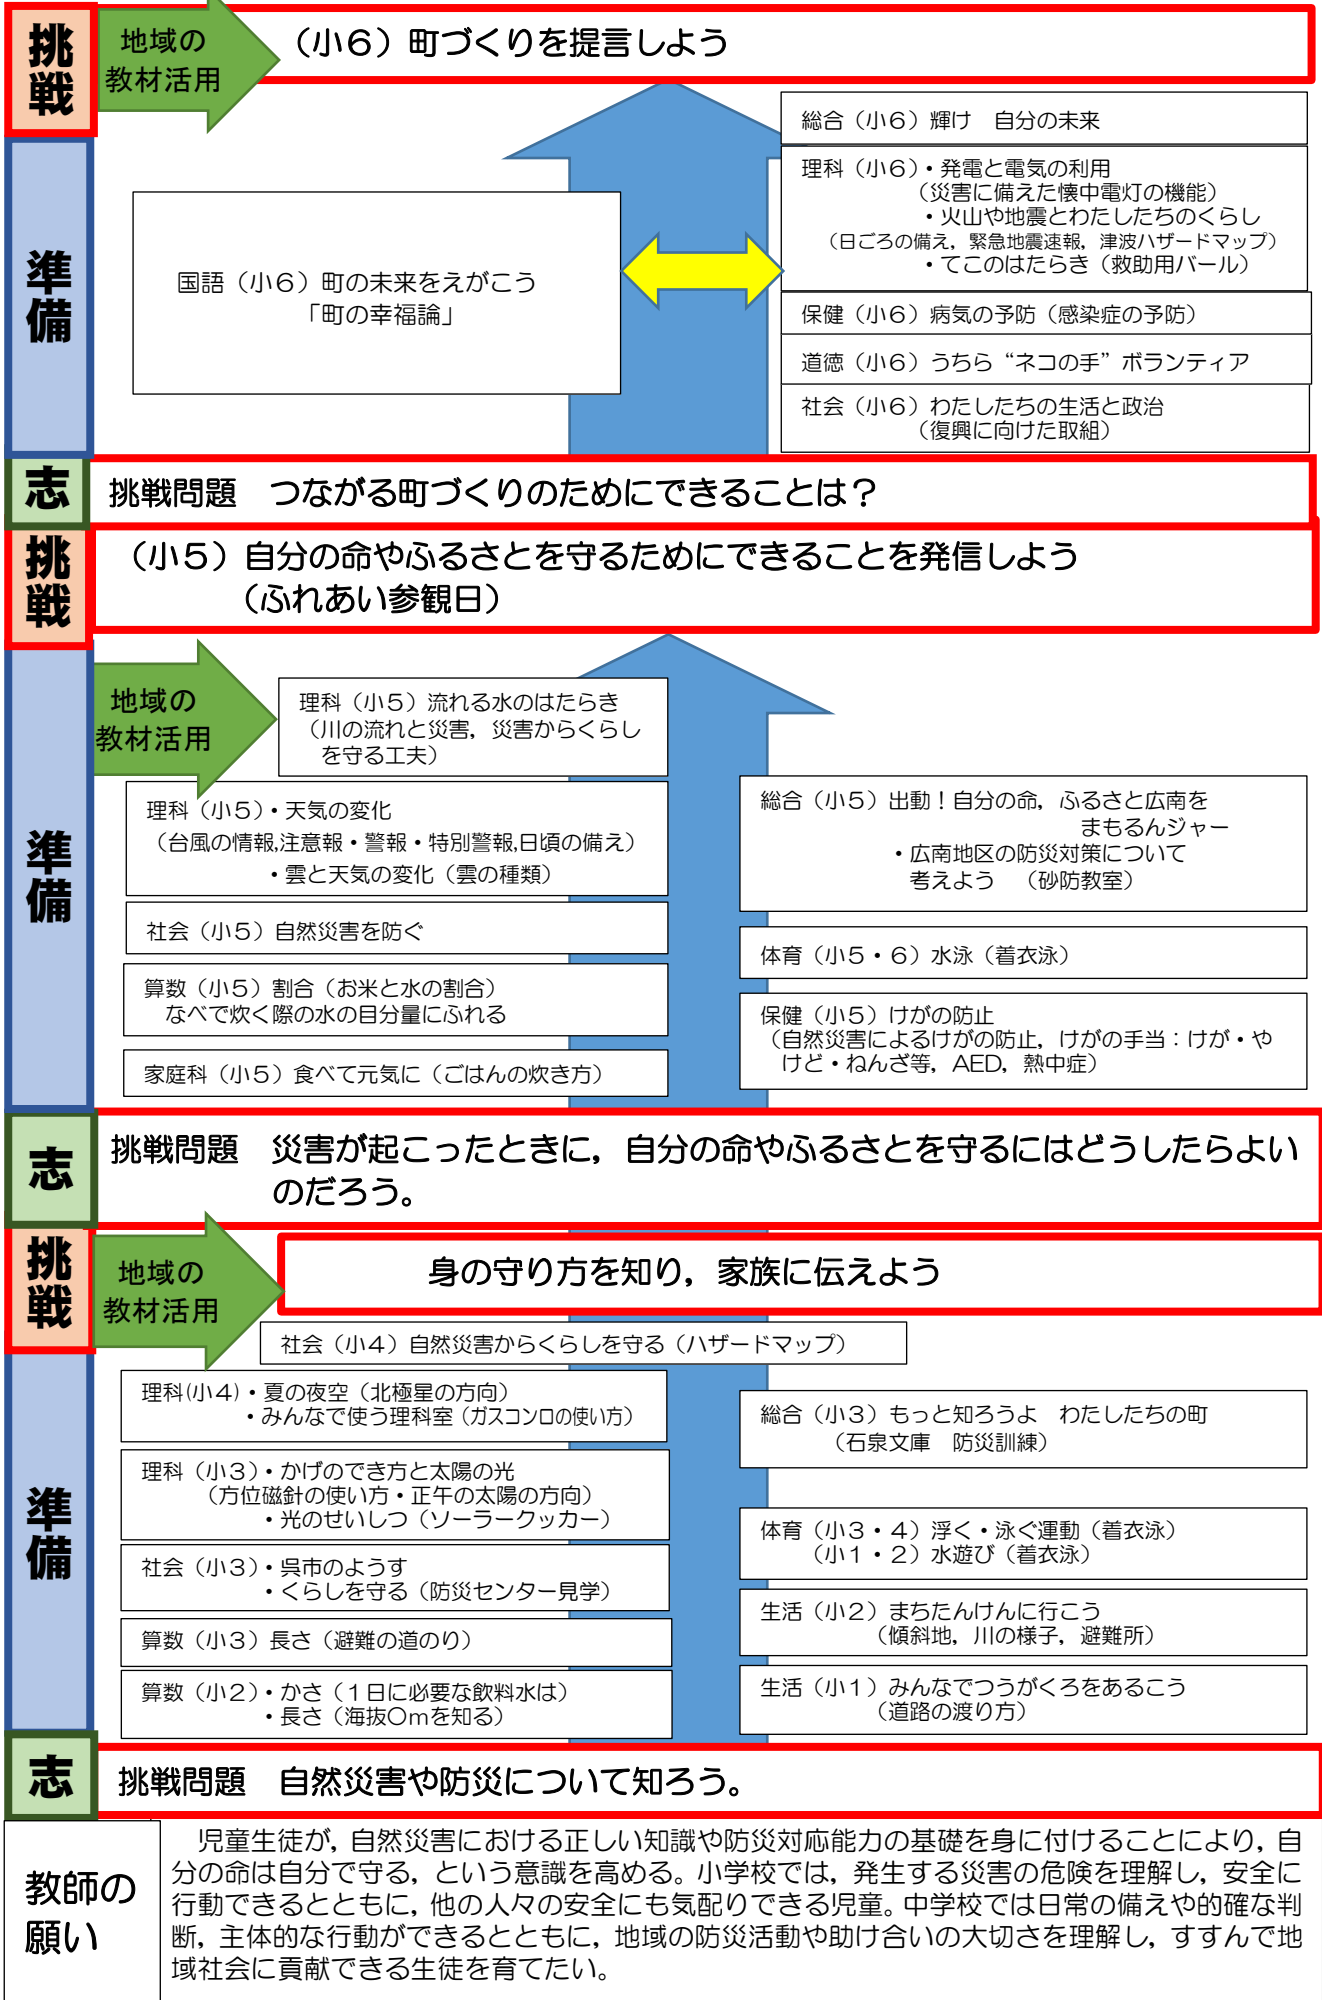 挑戦
地域の
教材活用
（小６）町づくりを提言しよう
準備
国語（小６）町の未来をえがこう
「町の幸福論」
総合（小６）輝け　自分の未来
理科（小６）・発電と電気の利用
（災害に備えた懐中電灯の機能）
・火山や地震とわたしたちのくらし
（日ごろの備え，緊急地震速報，津波ハザードマップ）
・てこのはたらき（救助用バール）
保健（小６）病気の予防（感染症の予防）
道徳（小６）うちら“ネコの手”ボランティア
社会（小６）わたしたちの生活と政治
（復興に向けた取組）
志
挑戦問題　つながる町づくりのためにできることは？
挑戦
（小５）自分の命やふるさとを守るためにできることを発信しよう
（ふれあい参観日）
地域の
教材活用
準備
理科（小５）流れる水のはたらき
（川の流れと災害，災害からくらし
を守る工夫）
理科（小５）・天気の変化
（台風の情報,注意報・警報・特別警報,日頃の備え）
・雲と天気の変化（雲の種類）
社会（小５）自然災害を防ぐ
算数（小５）割合（お米と水の割合）
なべで炊く際の水の目分量にふれる
家庭科（小５）食べて元気に（ごはんの炊き方）
総合（小５）出動！自分の命，ふるさと広南を
まもるんジャー
・広南地区の防災対策について
考えよう　（砂防教室）
体育（小５・６）水泳（着衣泳）
保健（小５）けがの防止
（自然災害によるけがの防止，けがの手当：けが・や
けど・ねんざ等，AED，熱中症）
志
挑戦問題　災害が起こったときに，自分の命やふるさとを守るにはどうしたらよい
のだろう。
挑戦
地域の
教材活用
身の守り方を知り，家族に伝えよう
準備
社会（小４）自然災害からくらしを守る（ハザードマップ）
理科(小４)・夏の夜空（北極星の方向）
・みんなで使う理科室（ガスコンロの使い方）
理科（小３）・かげのでき方と太陽の光
（方位磁針の使い方・正午の太陽の方向）
・光のせいしつ（ソーラークッカー）
社会（小３）・呉市のようす
・くらしを守る（防災センター見学）
算数（小３）長さ（避難の道のり）
算数（小２）・かさ（１日に必要な飲料水は）
・長さ（海抜〇ｍを知る）
総合（小３）もっと知ろうよ　わたしたちの町
（石泉文庫　防災訓練）
体育（小３・４）浮く・泳ぐ運動（着衣泳）
（小１・２）水遊び（着衣泳）
生活（小２）まちたんけんに行こう
（傾斜地，川の様子，避難所）
生活（小１）みんなでつうがくろをあるこう
（道路の渡り方）
志
挑戦問題　自然災害や防災について知ろう。
教師の
願い
児童生徒が，自然災害における正しい知識や防災対応能力の基礎を身に付けることにより，自
分の命は自分で守る，という意識を高める。小学校では，発生する災害の危険を理解し，安全に
行動できるとともに，他の人々の安全にも気配りできる児童。中学校では日常の備えや的確な判
断，主体的な行動ができるとともに，地域の防災活動や助け合いの大切さを理解し，すすんで地
域社会に貢献できる生徒を育てたい。